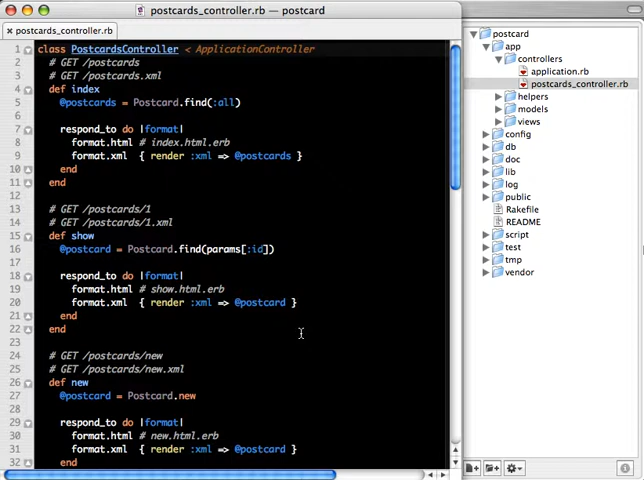 postcards_controller.rb — postcard
postcards_controller.rb
1 class PostcardsController < ApplicationController
2 # GET /postcards
3 # GET /postcards.xml
4 def index
5 @postcards = Postcard.find(:all)
6
7 respond_to do |format|
8 format.html # index.html.erb
9 format.xml { render :xml => @postcards }
10 end
11 end
12
13 # GET /postcards/1
14 # GET /postcards/1.xml
15 def show
16 @postcard = Postcard.find(params[:id])
17
18 respond_to do |format|
19 format.html # show.html.erb
20 format.xml { render :xml => @postcard }
21 end
22 end
23
24 # GET /postcards/new
25 # GET /postcards/new.xml
26 def new
27 @postcard = Postcard.new
28
29 respond_to do |format|
30 format.html # new.html.erb
31 format.xml { render :xml => @postcard }
32 end
postcard
app
controllers
application.rb
postcards_controller.rb
helpers
models
views
config
db
doc
lib
log
public
Rakefile
README
script
test
tmp
vendor